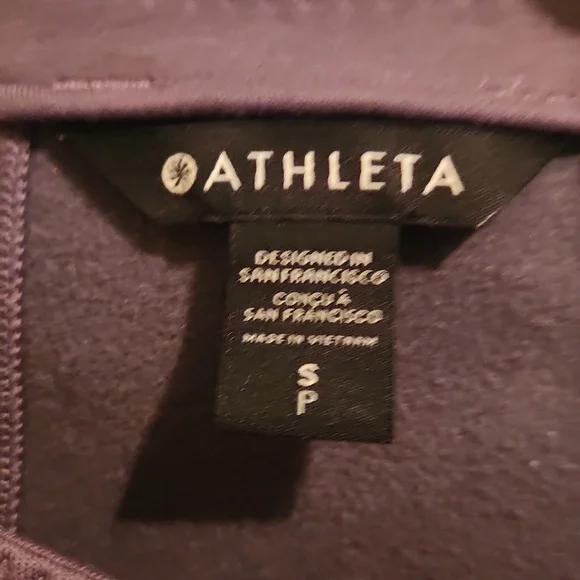 ATHLETA
DESIGNED IN
SAN FRANCISCO
CONÇU À
SAN FRANCISCO
MADE IN VIETNAM
S
P